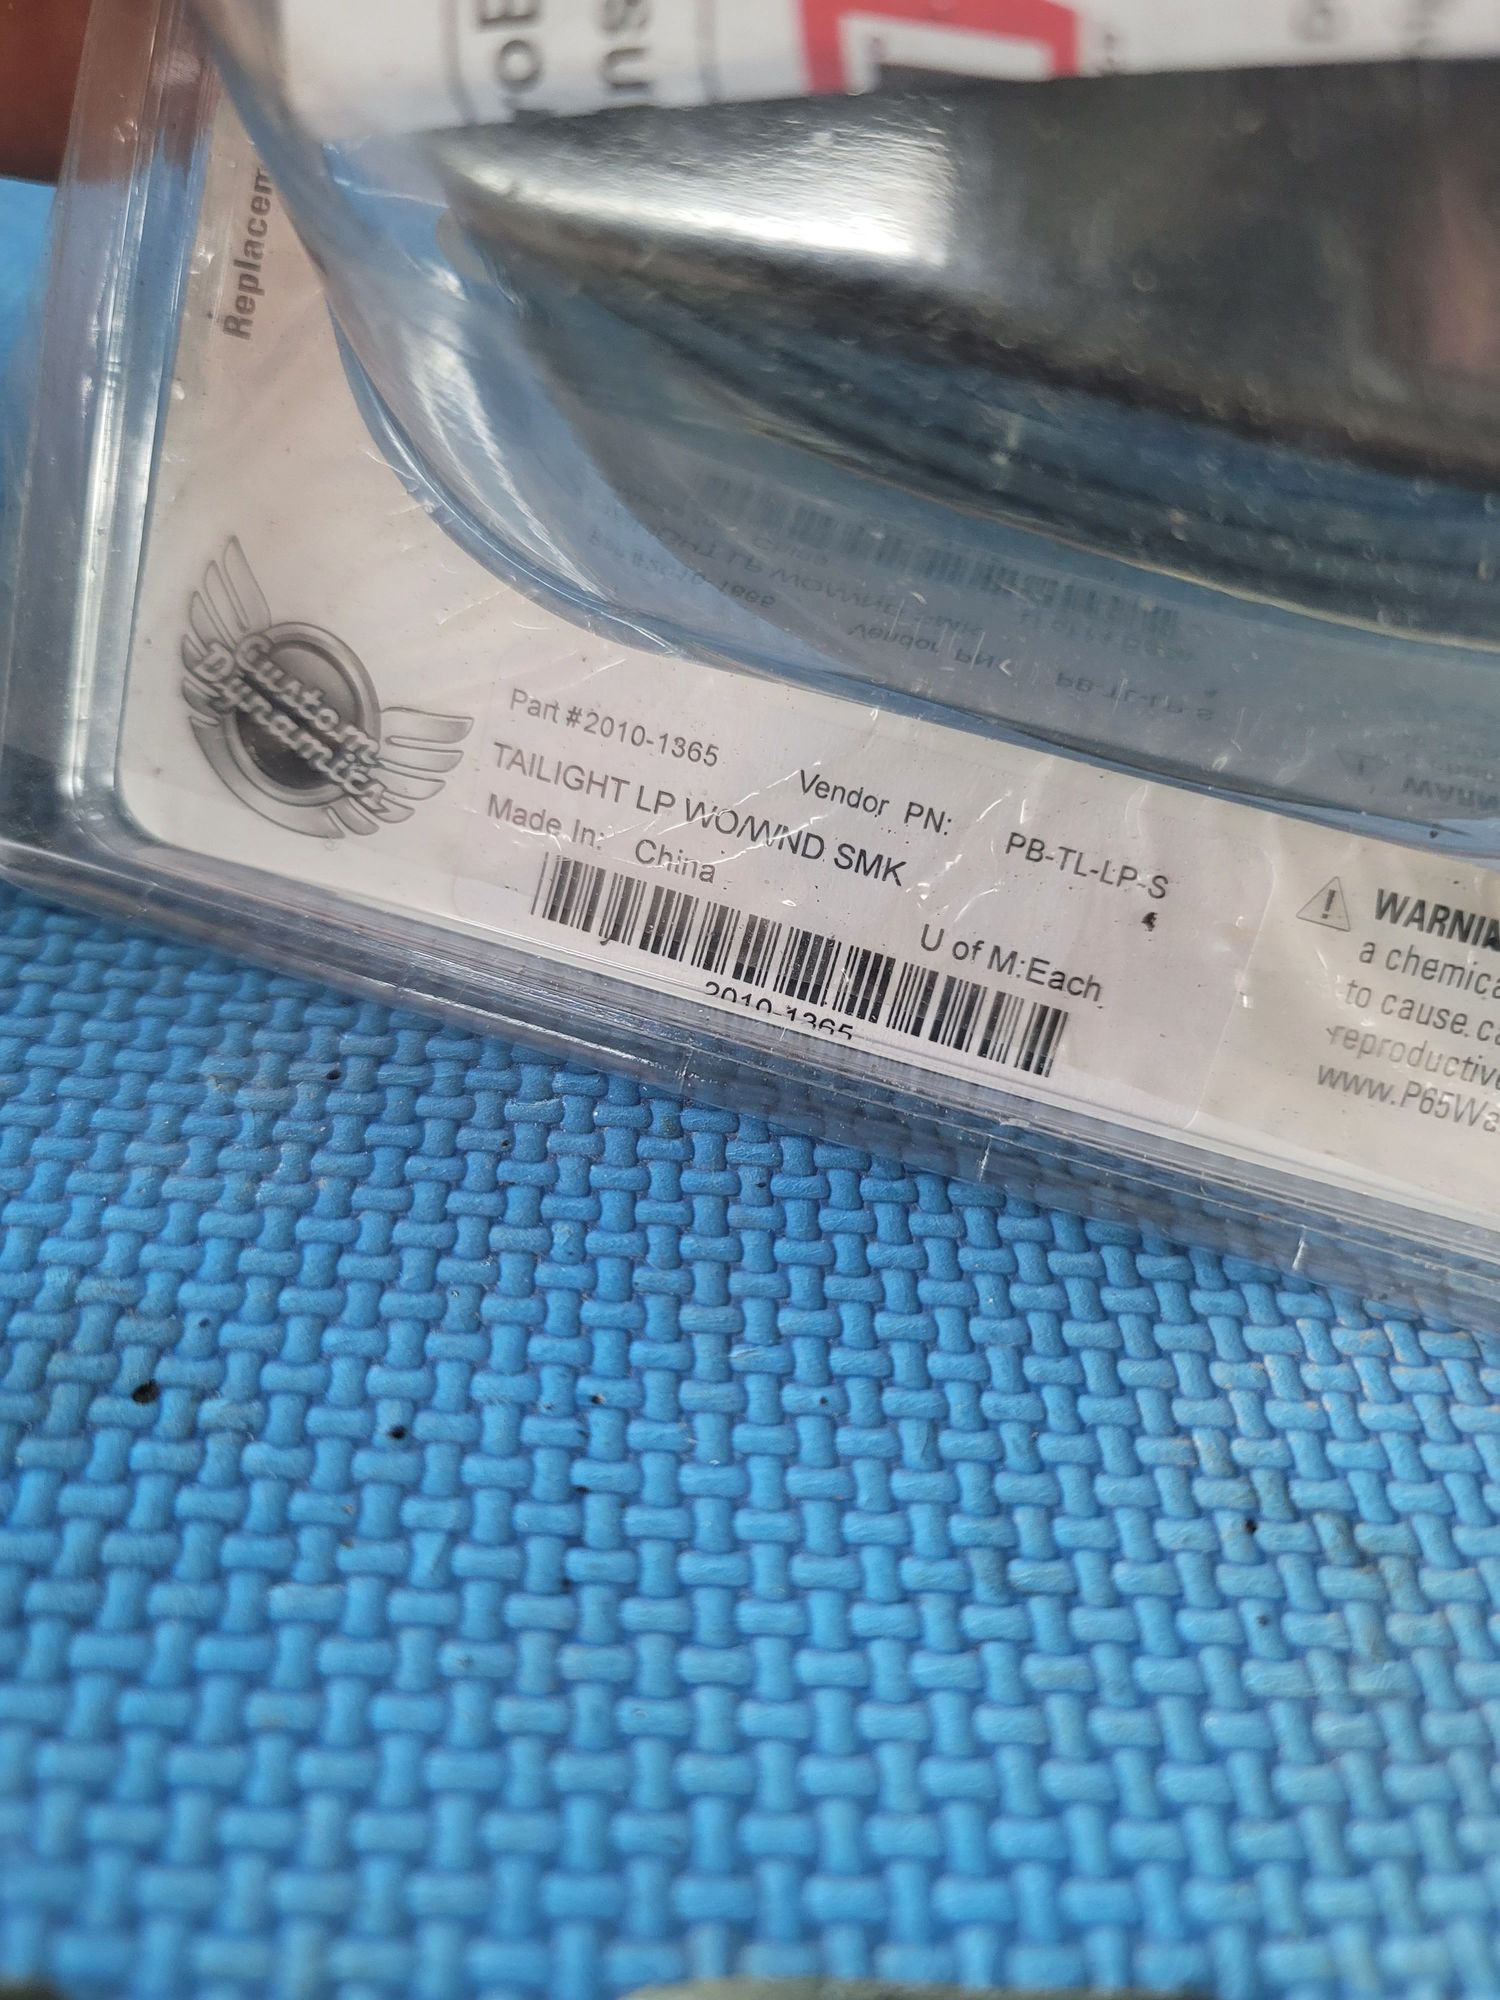 Replacem
Custom
Dynamics
Part #2010-1365
Vendor PN: PB-TL-LP-S
TAILIGHT LP WO/WND SMK
Made In: China
U of M:Each
2010-1365
WARNIN
a chemica
to cause ca
reproductive
www.P65Wa